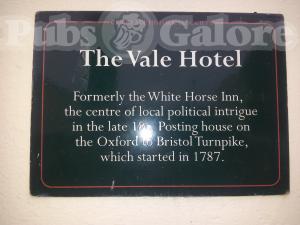 Pubs Galore
The Vale Hotel
Formerly the White Horse Inn,
the centre of local political intrigue
in the late Posting house on
the Oxford to Bristol Turnpike,
which started in 1787.